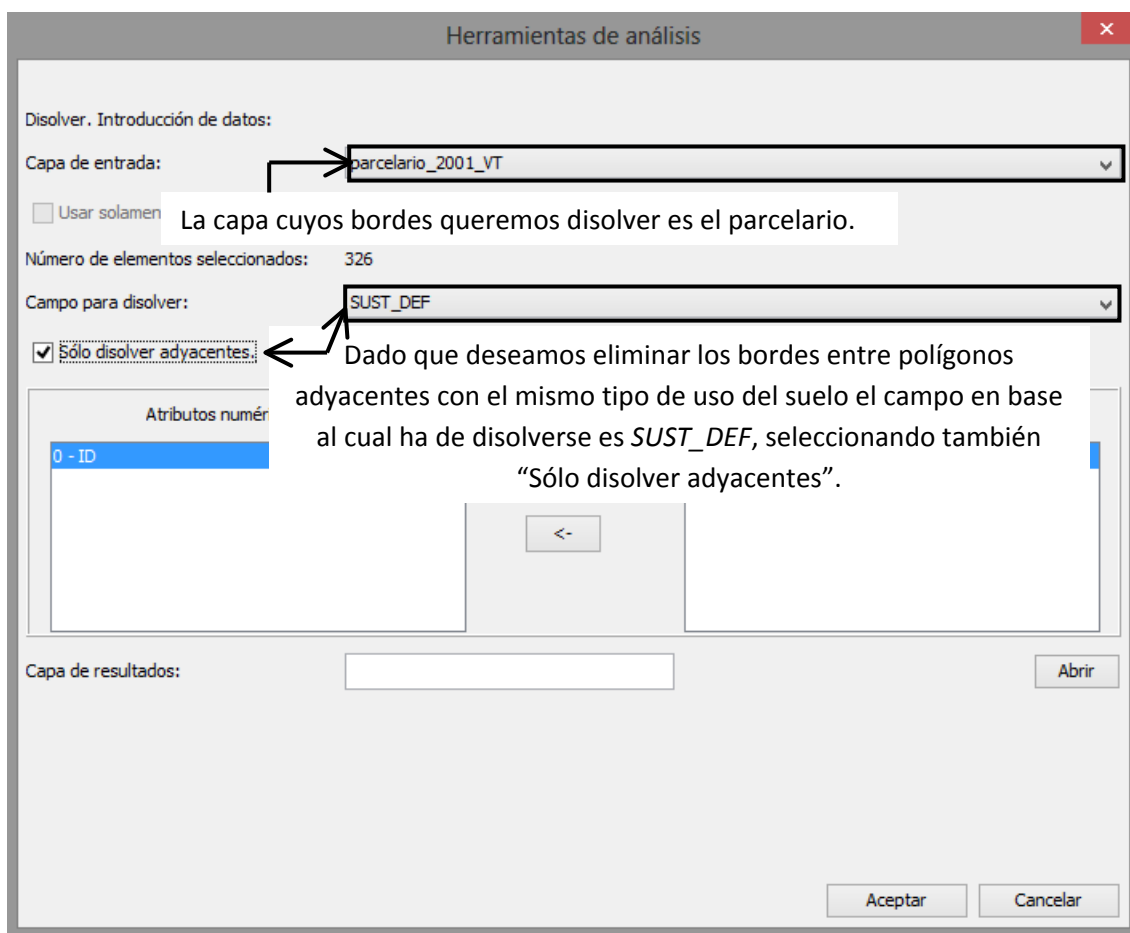 Herramientas de análisis
Disolver. Introducción de datos:
Capa de entrada:
parcelario_2001_VT
Usar solamen
La capa cuyos bordes queremos disolver es el parcelario.
Número de elementos seleccionados:
326
Campo para disolver:
SUST_DEF
Sólo disolver adyacentes.
Dado que deseamos eliminar los bordes entre polígonos
adyacentes con el mismo tipo de uso del suelo el campo en base
al cual ha de disolverse es SUST_DEF, seleccionando también
“Sólo disolver adyacentes”.
Atributos numér
0 - ID
<-
Capa de resultados:
Abrir
Aceptar
Cancelar